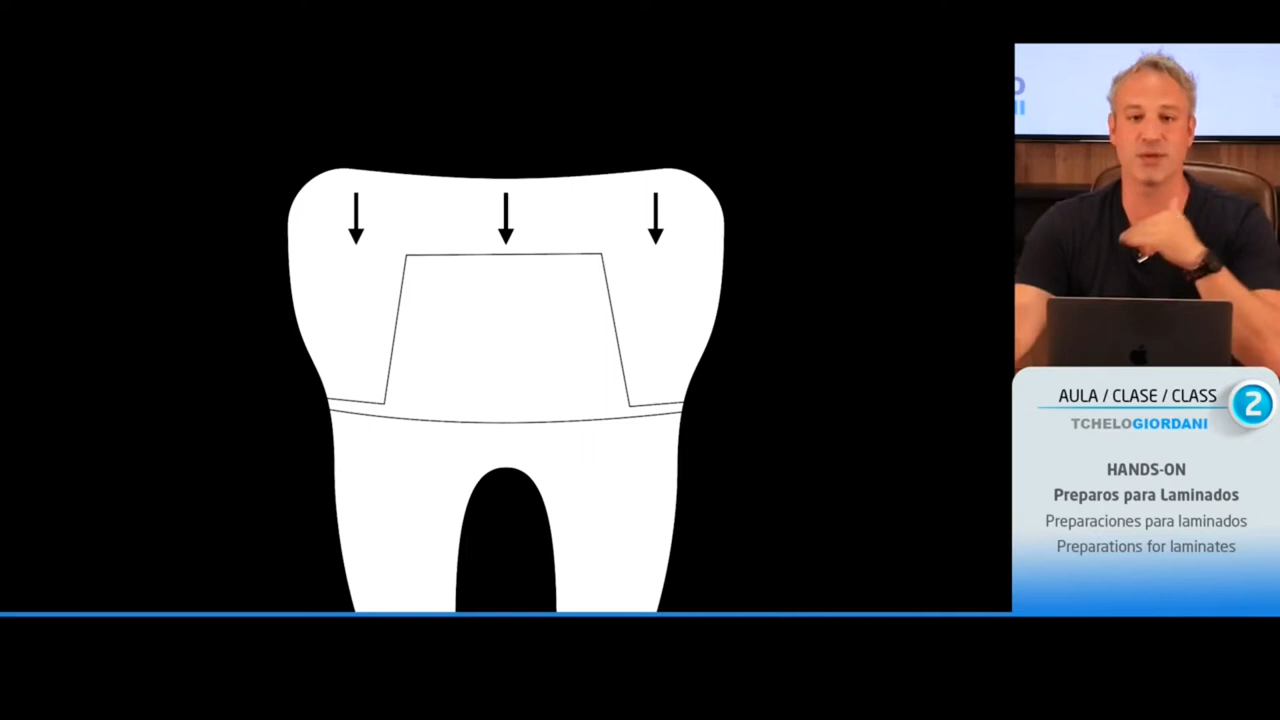 AULA / CLASE / CLASS
2
TCHELOGIORDANI
HANDS-ON
Preparos para Laminados
Preparaciones para laminados
Preparations for laminates